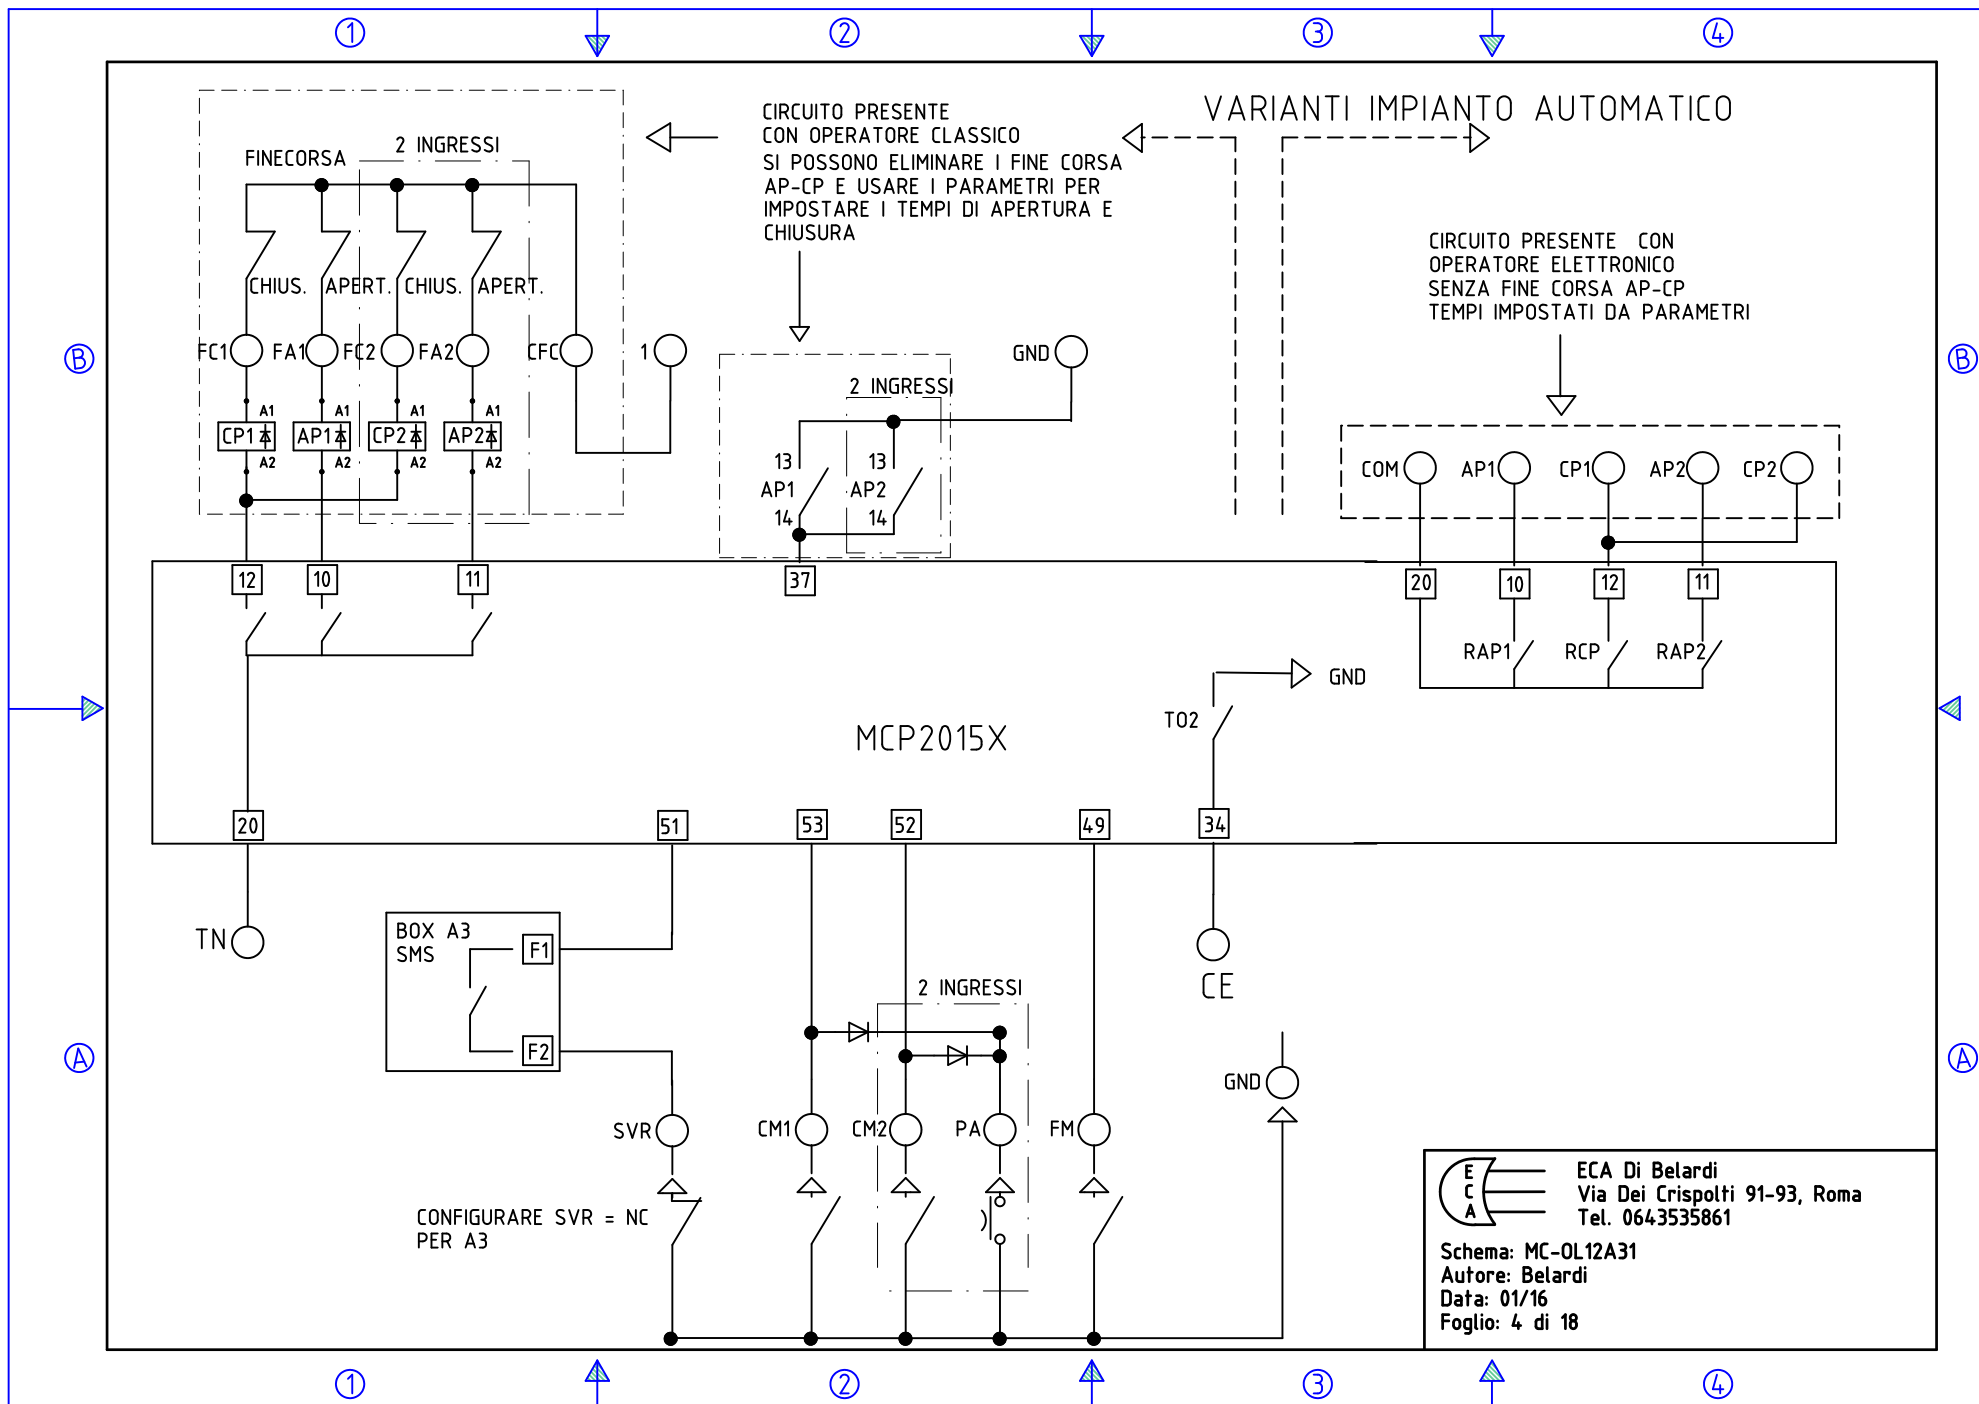 1
2
3
4
VARIANTI IMPIANTO AUTOMATICO
CIRCUITO PRESENTE
CON OPERATORE CLASSICO
SI POSSONO ELIMINARE I FINE CORSA
AP-CP E USARE I PARAMETRI PER
IMPOSTARE I TEMPI DI APERTURA E
CHIUSURA
FINECORSA
2 INGRESSI
CHIUS.
APERT.
CHIUS.
APERT.
CIRCUITO PRESENTE CON
OPERATORE ELETTRONICO
SENZA FINE CORSA AP-CP
TEMPI IMPOSTATI DA PARAMETRI
B
FC1
FA1
FC2
FA2
CFC
1
GND
B
2 INGRESSI
A1
A1
A1
A1
CP1
AP1
CP2
AP2
A2
A2
A2
A2
13
AP1
14
13
AP2
14
COM
AP1
CP1
AP2
CP2
12
10
11
37
20
10
12
11
RAP1
RCP
RAP2
GND
TO2
MCP2015X
20
51
53
52
49
34
TN
BOX A3
SMS
F1
F2
CE
2 INGRESSI
A
GND
A
SVR
CM1
CM2
PA
FM
CONFIGURARE SVR = NC
PER A3
E
C
A
ECA Di Belardi
Via Dei Crispolti 91-93, Roma
Tel. 0643535861
Schema: MC-OL12A31
Autore: Belardi
Data: 01/16
Foglio: 4 di 18
1
2
3
4